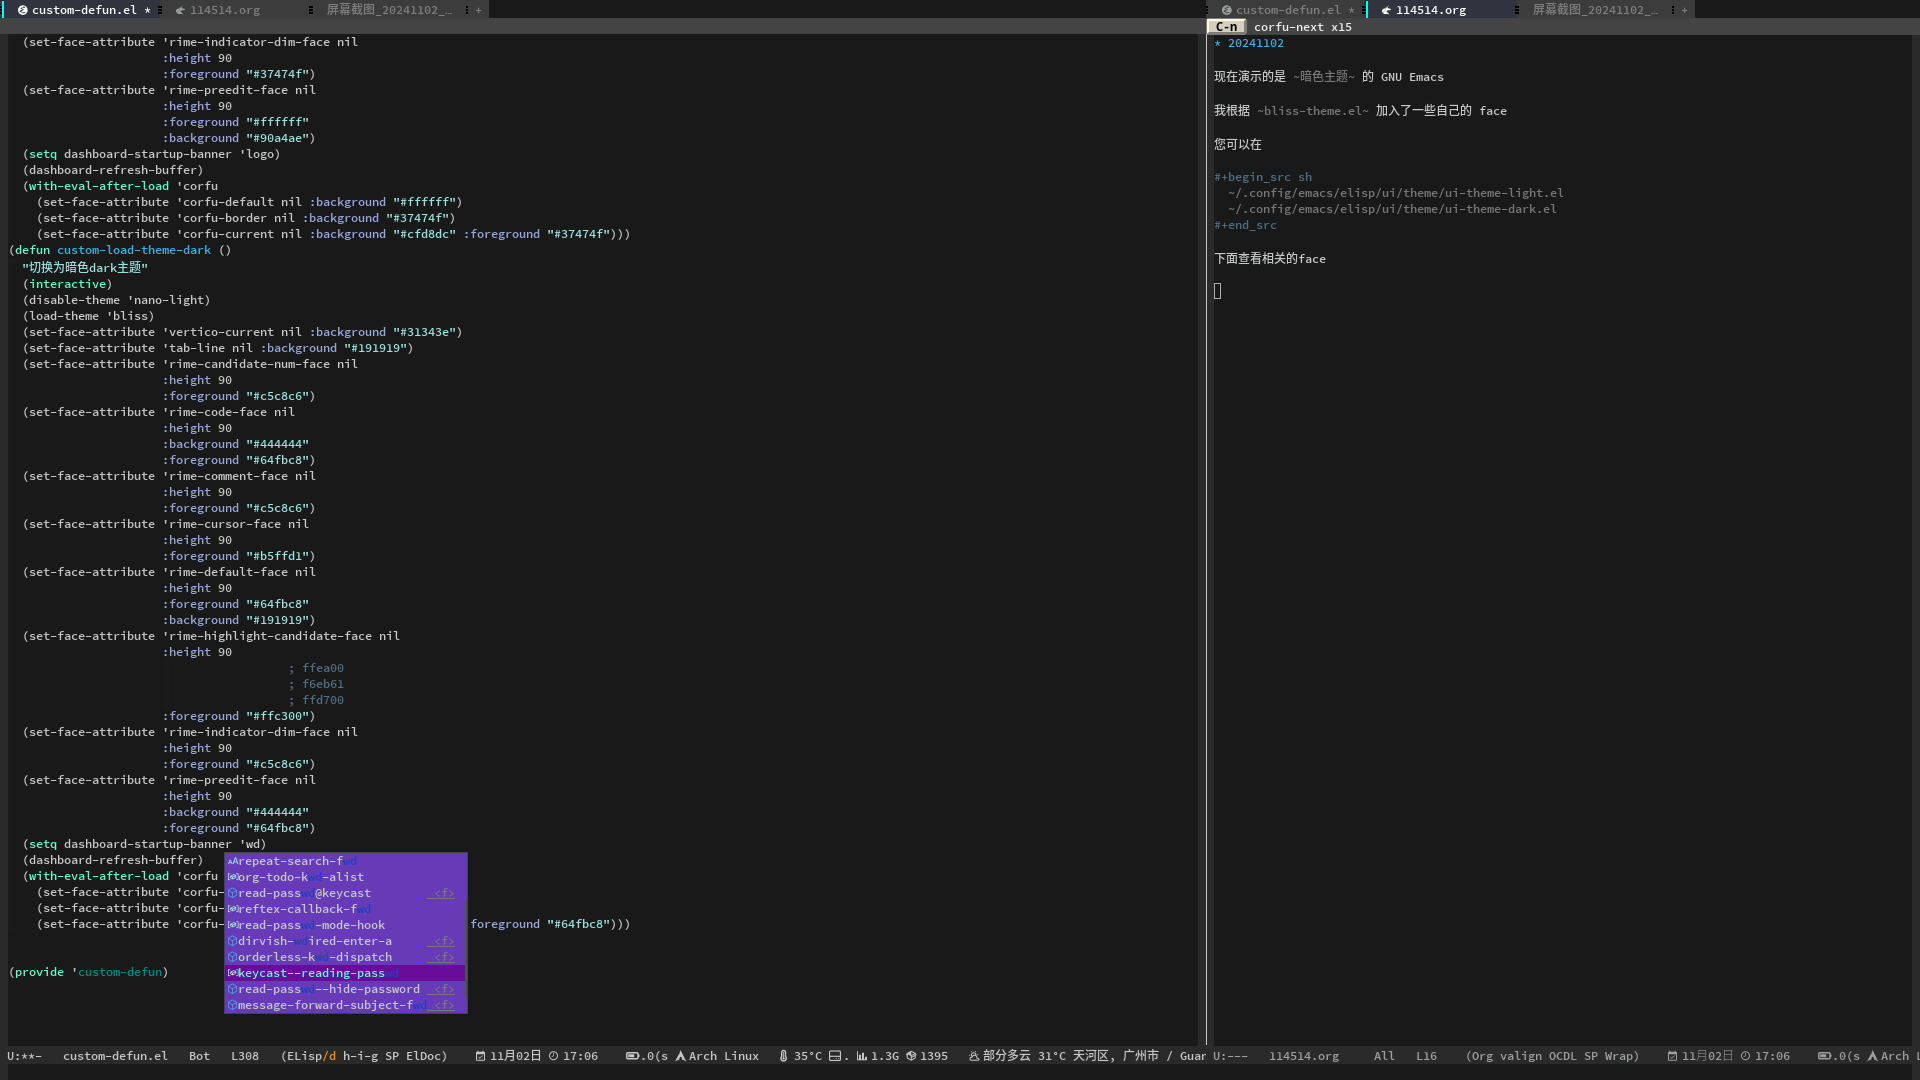 custom-defun.el *
114514.org
屏幕截图_20241102_…
+
custom-defun.el *
114514.org
屏幕截图_20241102_…
+
(set-face-attribute 'rime-indicator-dim-face nil
:height 90
:foreground "#37474f")
(set-face-attribute 'rime-preedit-face nil
:height 90
:foreground "#ffffff"
:background "#90a4ae")
(setq dashboard-startup-banner 'logo)
(dashboard-refresh-buffer)
(with-eval-after-load 'corfu
(set-face-attribute 'corfu-default nil :background "#ffffff")
(set-face-attribute 'corfu-border nil :background "#37474f")
(set-face-attribute 'corfu-current nil :background "#cfd8dc" :foreground "#37474f")))
(defun custom-load-theme-dark ()
"切换为暗色dark主题"
(interactive)
(disable-theme 'nano-light)
(load-theme 'bliss)
(set-face-attribute 'vertico-current nil :background "#31343e")
(set-face-attribute 'tab-line nil :background "#191919")
(set-face-attribute 'rime-candidate-num-face nil
:height 90
:foreground "#c5c8c6")
(set-face-attribute 'rime-code-face nil
:height 90
:background "#444444"
:foreground "#64fbc8")
(set-face-attribute 'rime-comment-face nil
:height 90
:foreground "#c5c8c6")
(set-face-attribute 'rime-cursor-face nil
:height 90
:foreground "#b5ffd1")
(set-face-attribute 'rime-default-face nil
:height 90
:foreground "#64fbc8"
:background "#191919")
(set-face-attribute 'rime-highlight-candidate-face nil
:height 90
; ffea00
; f6eb61
; ffd700
:foreground "#ffc300")
(set-face-attribute 'rime-indicator-dim-face nil
:height 90
:foreground "#c5c8c6")
(set-face-attribute 'rime-preedit-face nil
:height 90
:background "#444444"
:foreground "#64fbc8")
(setq dashboard-startup-banner 'wd)
(dashboard-refresh-buffer)
(with-eval-after-load 'corfu
(set-face-attribute 'corfu-
(set-face-attribute 'corfu-
(set-face-attribute 'corfu- foreground "#64fbc8")))
(provide 'custom-defun)
repeat-search-fwd
org-todo-kwd-alist
read-passwd@keycast <f>
reftex-callback-fwd
read-passwd-mode-hook
dirvish-wdired-enter-a <f>
orderless-kwd-dispatch <f>
keycast--reading-passwd
read-passwd--hide-password <f>
message-forward-subject-fwd <f>
C-n corfu-next x15
* 20241102
现在演示的是 ~暗色主题~ 的 GNU Emacs
我根据 ~bliss-theme.el~ 加入了一些自己的 face
您可以在
#+begin_src sh
~/.config/emacs/elisp/ui/theme/ui-theme-light.el
~/.config/emacs/elisp/ui/theme/ui-theme-dark.el
#+end_src
下面查看相关的face
U:**- custom-defun.el Bot L308 (ELisp/d h-i-g SP ElDoc) 11月02日 17:06 .0(s Arch Linux 35°C . 1.3G 1395 部分多云 31°C 天河区, 广州市 / Guar
U:--- 114514.org All L16 (Org valign OCDL SP Wrap) 11月02日 17:06 .0(s Arch L